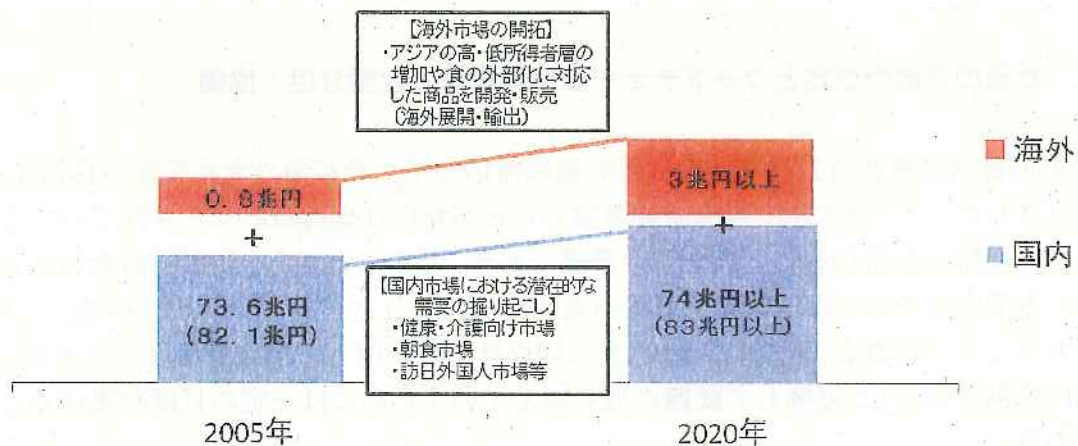 【海外市場の開拓】
・アジアの高・低所得者層の
増加や食の外部化に対応
した商品を開発・販売
(海外展開・輸出)
海外
国内
0.8兆円
+
73.6兆円
(82.1兆円)
3兆円以上
+
74兆円以上
(83兆円以上)
【国内市場における潜在的な
需要の掘り起こし】
・健康・介護向け市場
・朝食市場
・訪日外国人市場等
2005年
2020年